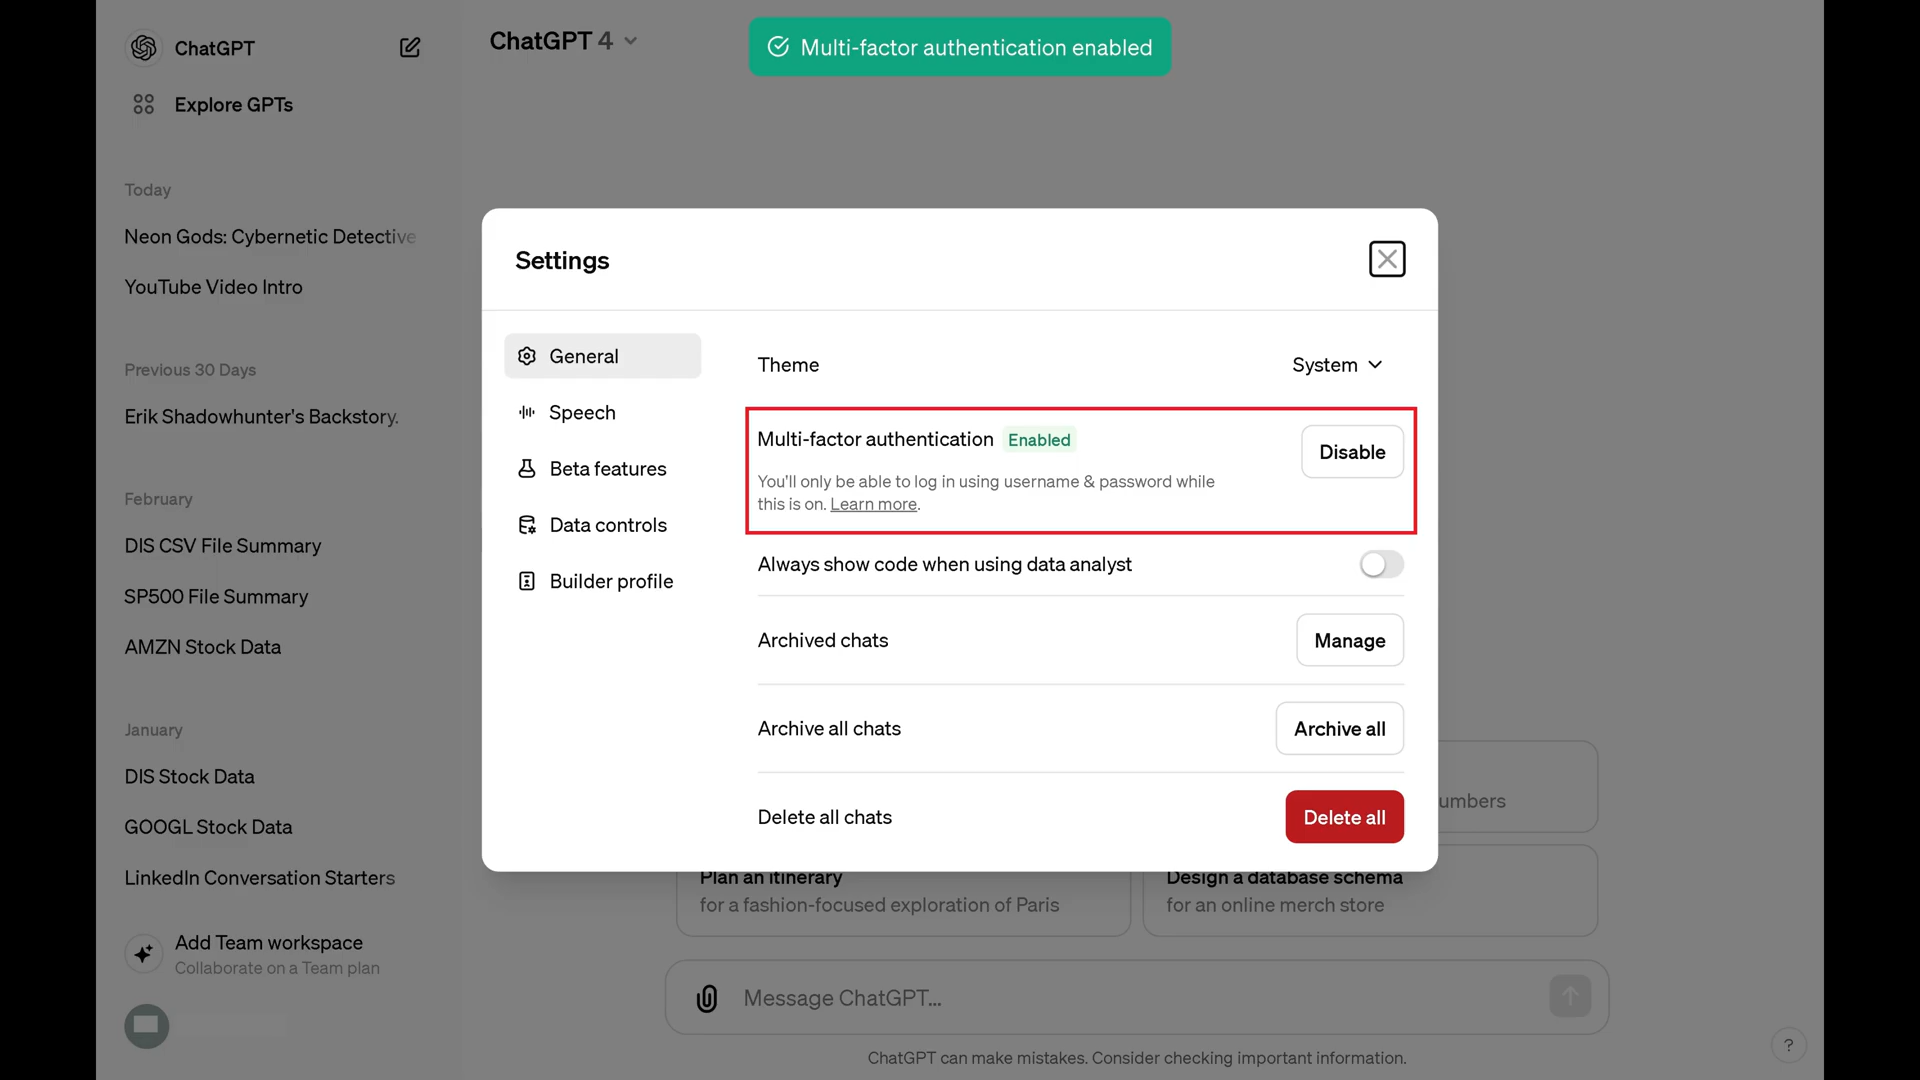 ChatGPT
Explore GPTs
Today
Neon Gods: Cybernetic Detective
YouTube Video Intro
Previous 30 Days
Erik Shadowhunter's Backstory.
February
DIS CSV File Summary
SP500 File Summary
AMZN Stock Data
January
DIS Stock Data
GOOGL Stock Data
LinkedIn Conversation Starters
Add Team workspace
Collaborate on a Team plan
ChatGPT 4
Multi-factor authentication enabled
Settings
General
Speech
Beta features
Data controls
Builder profile
Theme
System
Multi-factor authentication Enabled
Disable
You'll only be able to log in using username & password while
this is on. Learn more.
Always show code when using data analyst
Archived chats
Manage
Archive all chats
Archive all
Delete all chats
Delete all
Plan an itinerary
for a fashion-focused exploration of Paris
Design a database schema
for an online merch store
Message ChatGPT...
ChatGPT can make mistakes. Consider checking important information.
?